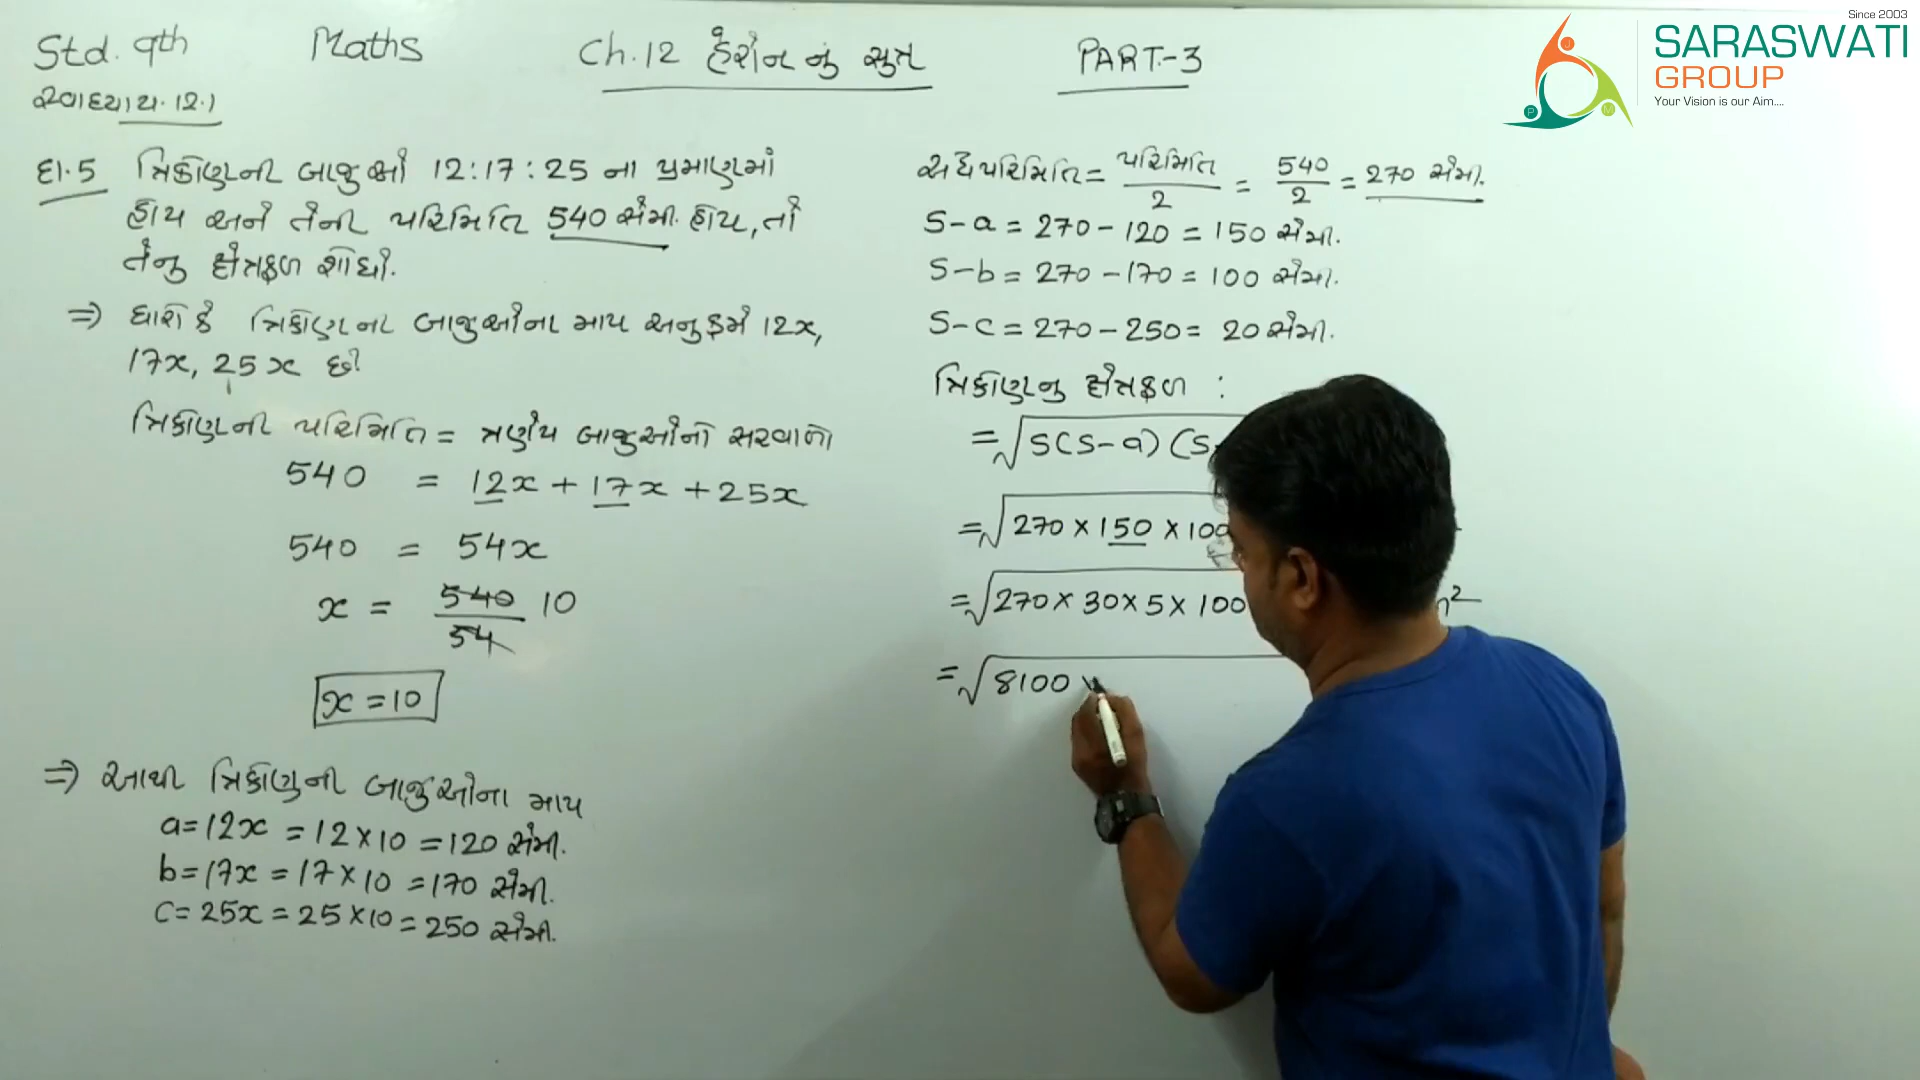 Std. 9th Maths Ch.12 હેરોન નું સુત્ર PART-3
સ્વાધ્યાય.12.1
Since 2003
SARASWATI
GROUP
Your Vision is our Aim....
J
P
M
દા.5 ત્રિકોણની બાજુઓ 12:17:25 ના પ્રમાણમાં
હોય અને તેની પરિમિતિ 540 સેમી. હોય, તો
તેનુ ક્ષેત્રફળ શોધો.
⇒ ધારો કે ત્રિકોણના બાજુઓના માપ અનુક્રમે 12x,
17x, 25x છે
ત્રિકોણની પરિમિતિ = ત્રણેય બાજુઓનો સરવાળો
540 = 12x + 17x + 25x
540 = 54x
x = 540/54 10
x = 10
⇒ આથી ત્રિકોણની બાજુઓના માપ
a = 12x = 12 × 10 = 120 સેમી.
b = 17x = 17 × 10 = 170 સેમી.
c = 25x = 25 × 10 = 250 સેમી.
અર્ધપરિમિતિ = પરિમિતિ/2 = 540/2 = 270 સેમી.
S-a = 270 - 120 = 150 સેમી.
S-b = 270 - 170 = 100 સેમી.
S-c = 270 - 250 = 20 સેમી.
ત્રિકોણનુ ક્ષેત્રફળ :
= √S(S-a)(S
= √270 × 150 × 100
= √270 × 30 × 5 × 100
= √8100 ×